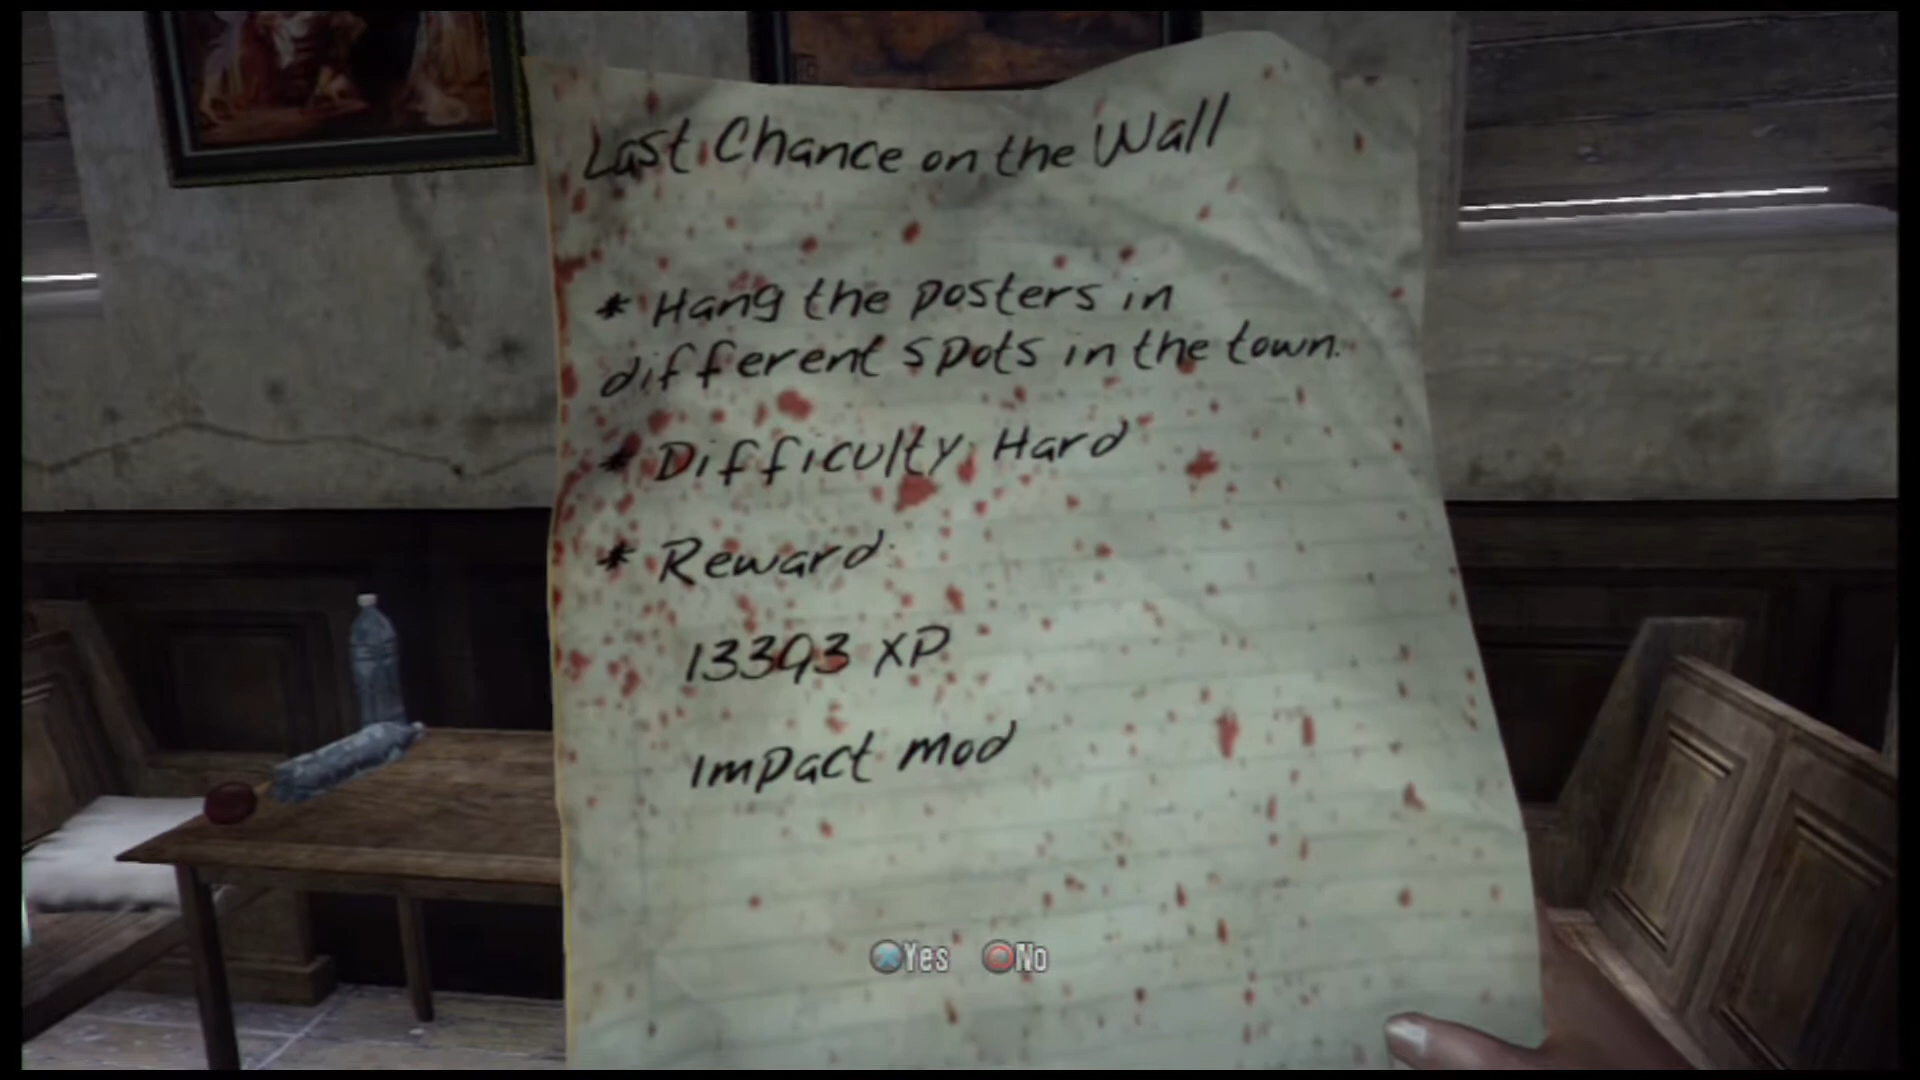 Last Chance on the Wall
* Hang the posters in
different spots in the town.
* Difficulty: Hard
* Reward:
13393 XP
Impact mod
Yes No